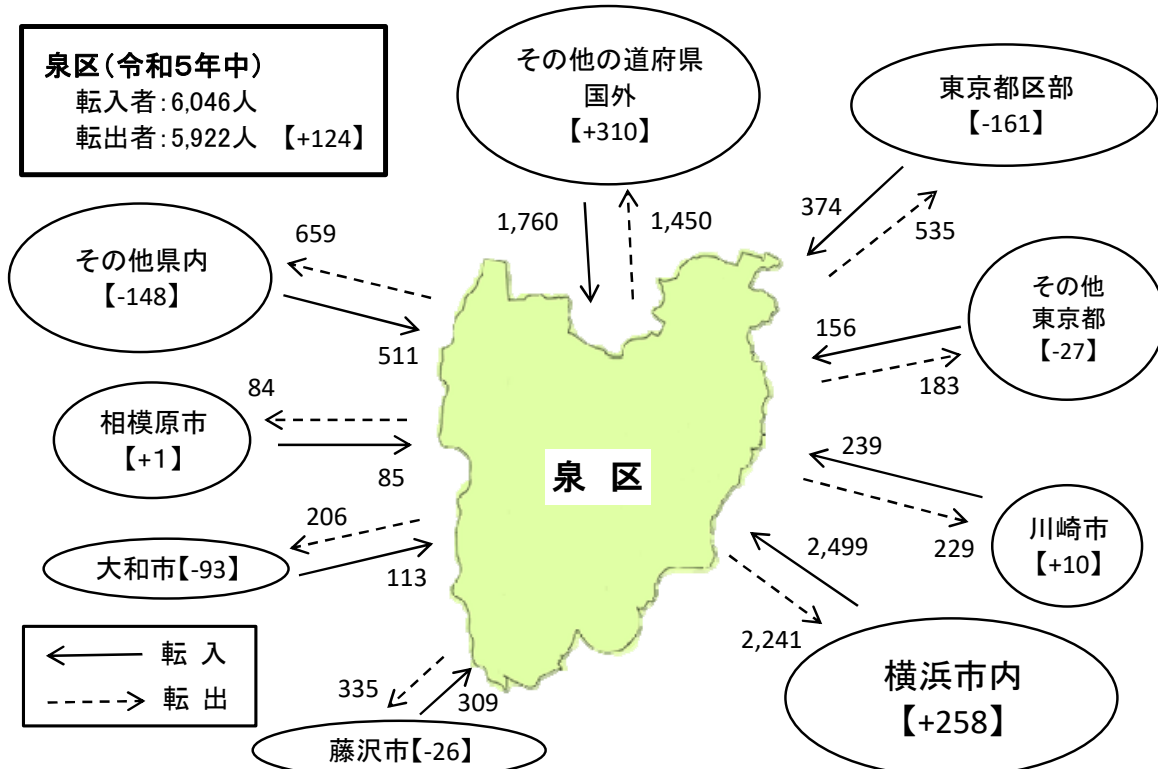 泉区(令和5年中)
転入者:6,046人
転出者:5,922人 【+124】
その他の道府県
国外
【+310】
東京都区部
【-161】
1,760
1,450
374
535
その他県内
【-148】
659
511
その他
東京都
【-27】
156
183
相模原市
【+1】
84
85
泉 区
239
229
川崎市
【+10】
大和市【-93】
206
113
2,499
2,241
横浜市内
【+258】
転 入
転 出
335
309
藤沢市【-26】